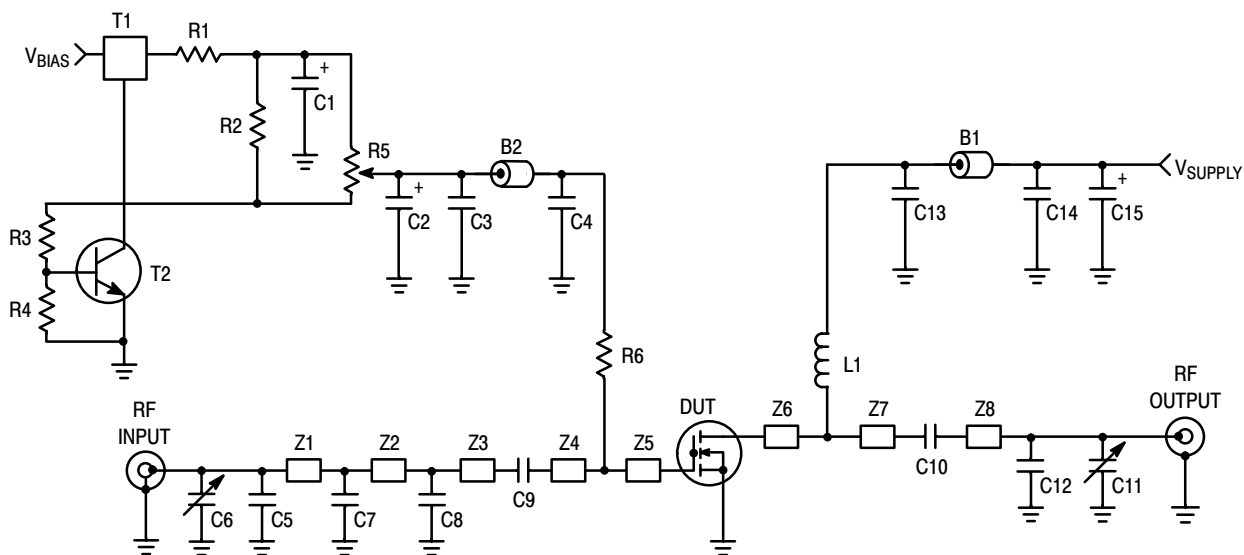 T1
R1
VBIAS
+
C1
R2
R5
B2
B1
+
+
VSUPPLY
C2
C3
C4
C13
C14
C15
R3
T2
R4
R6
L1
RF
INPUT
DUT
RF
OUTPUT
Z1
Z2
Z3
Z4
Z5
Z6
Z7
Z8
C9
C10
C6
C5
C7
C8
C12
C11